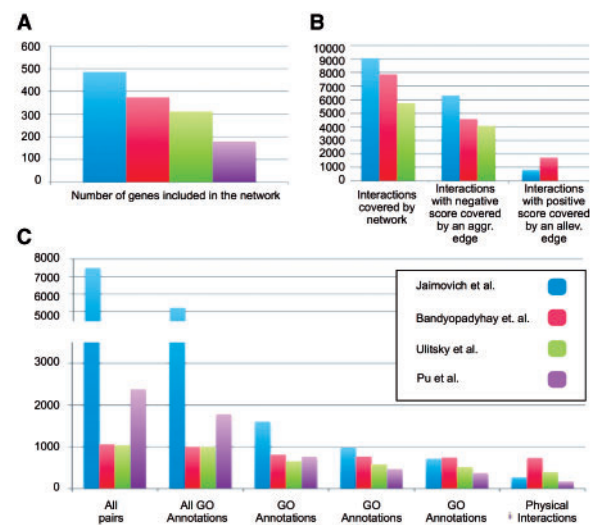 A
600
500
400
300
200
100
0
Number of genes included in the network
B
10000
9000
8000
7000
6000
5000
4000
3000
2000
1000
0
Interactions
covered by
network
Interactions
with negative
score covered
by an aggr.
edge
Interactions
with positive
score covered
by an allev.
edge
C
8000
7000
6000
5000
3000
2000
1000
0
Jaimovich et al.
Bandyopadyhay et. al.
Ulitsky et al.
Pu et al.
All
pairs
All GO
Annotations
GO
Annotations
GO
Annotations
GO
Annotations
Physical
Interactions